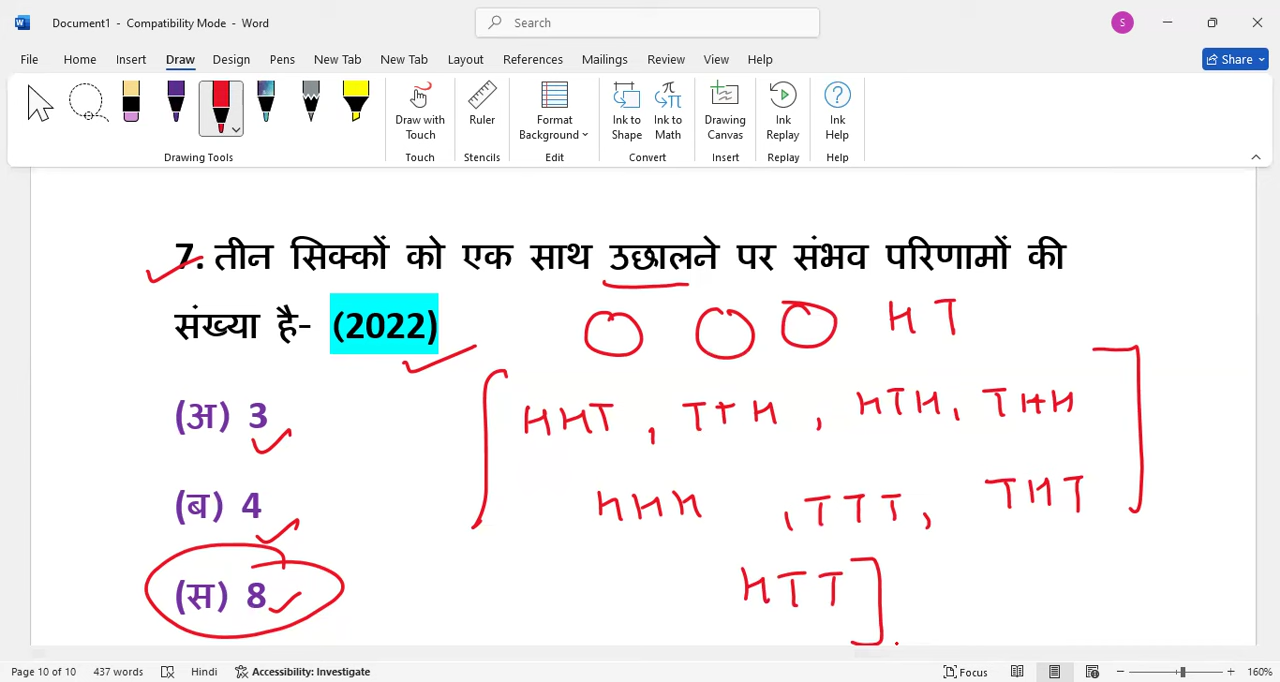 Document1 - Compatibility Mode - Word
Search
S
File Home Insert Draw Design Pens New Tab New Tab Layout References Mailings Review View Help Share
Draw with Touch
Ruler
Format Background
Ink to Shape
Ink to Math
Drawing Canvas
Ink Replay
Ink Help
Drawing Tools Touch Stencils Edit Convert Insert Replay Help
7. तीन सिक्कों को एक साथ उछालने पर संभव परिणामों की
संख्या है- (2022)
H T
(अ) 3
HHT , TTH , HTH, THH
(ब) 4
HHH , TTT, THT
(स) 8
HTT]
Page 10 of 10 437 words Hindi Accessibility: Investigate Focus 160%